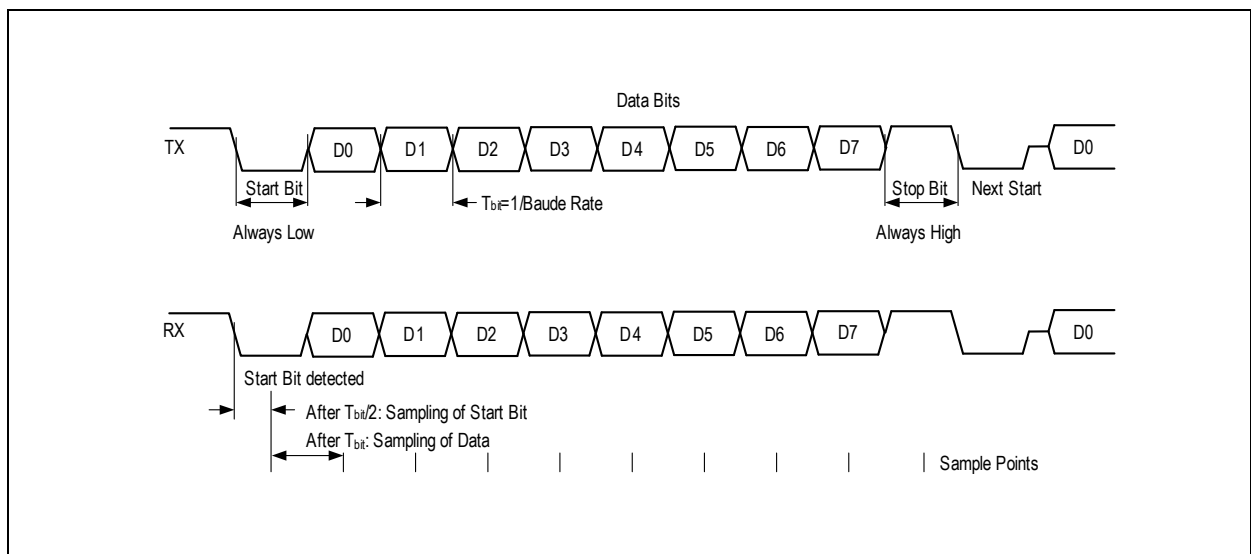 Data Bits
TX D0 D1 D2 D3 D4 D5 D6 D7 D0
Start Bit Stop Bit Next Start
Tbit=1/Baude Rate
Always Low Always High
RX D0 D1 D2 D3 D4 D5 D6 D7 D0
Start Bit detected
After Tbit/2: Sampling of Start Bit
After Tbit: Sampling of Data
Sample Points